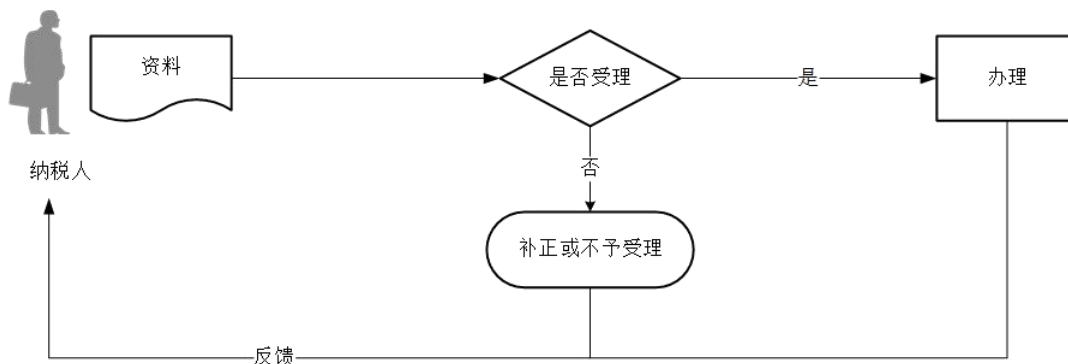 资料
是否受理
是
办理
纳税人
否
补正或不予受理
反馈